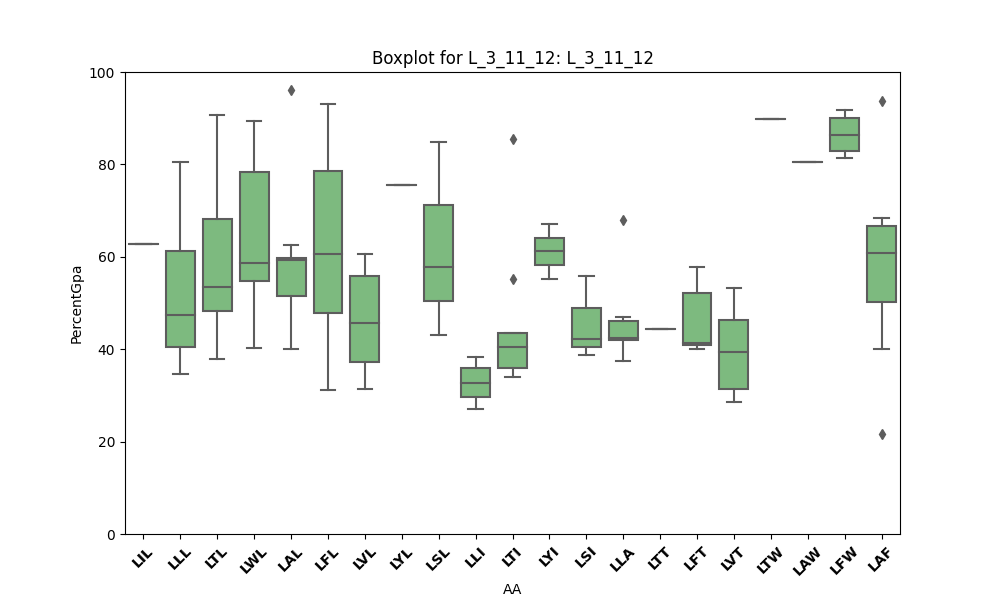 Boxplot for L_3_11_12: L_3_11_12
100
80
60
40
20
0
PercentGpa
LIL LLL LTL LWL LAL LFL LVL LYL LSL LLI LTI LYI LSI LLA LTT LFT LVT LTW LAW LFW LAF
AA